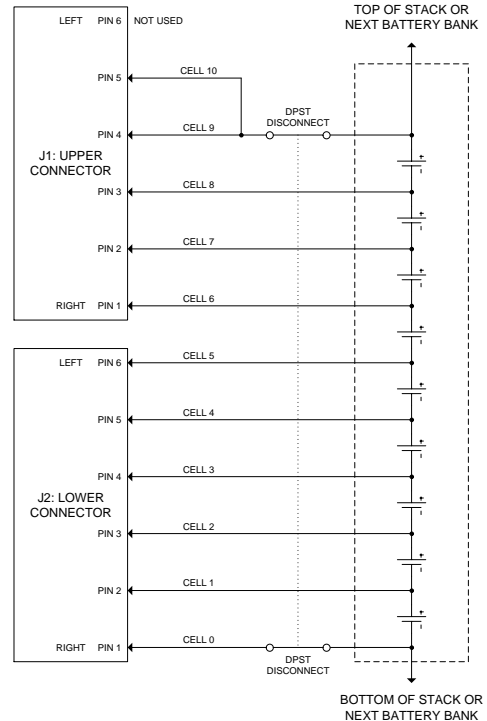 TOP OF STACK OR
NEXT BATTERY BANK
LEFT PIN 6 NOT USED
PIN 5 CELL 10
DPST
DISCONNECT
PIN 4 CELL 9
J1: UPPER
CONNECTOR
PIN 3 CELL 8
PIN 2 CELL 7
RIGHT PIN 1 CELL 6
LEFT PIN 6 CELL 5
PIN 5 CELL 4
PIN 4 CELL 3
J2: LOWER
CONNECTOR
PIN 3 CELL 2
PIN 2 CELL 1
RIGHT PIN 1 CELL 0
DPST
DISCONNECT
BOTTOM OF STACK OR
NEXT BATTERY BANK